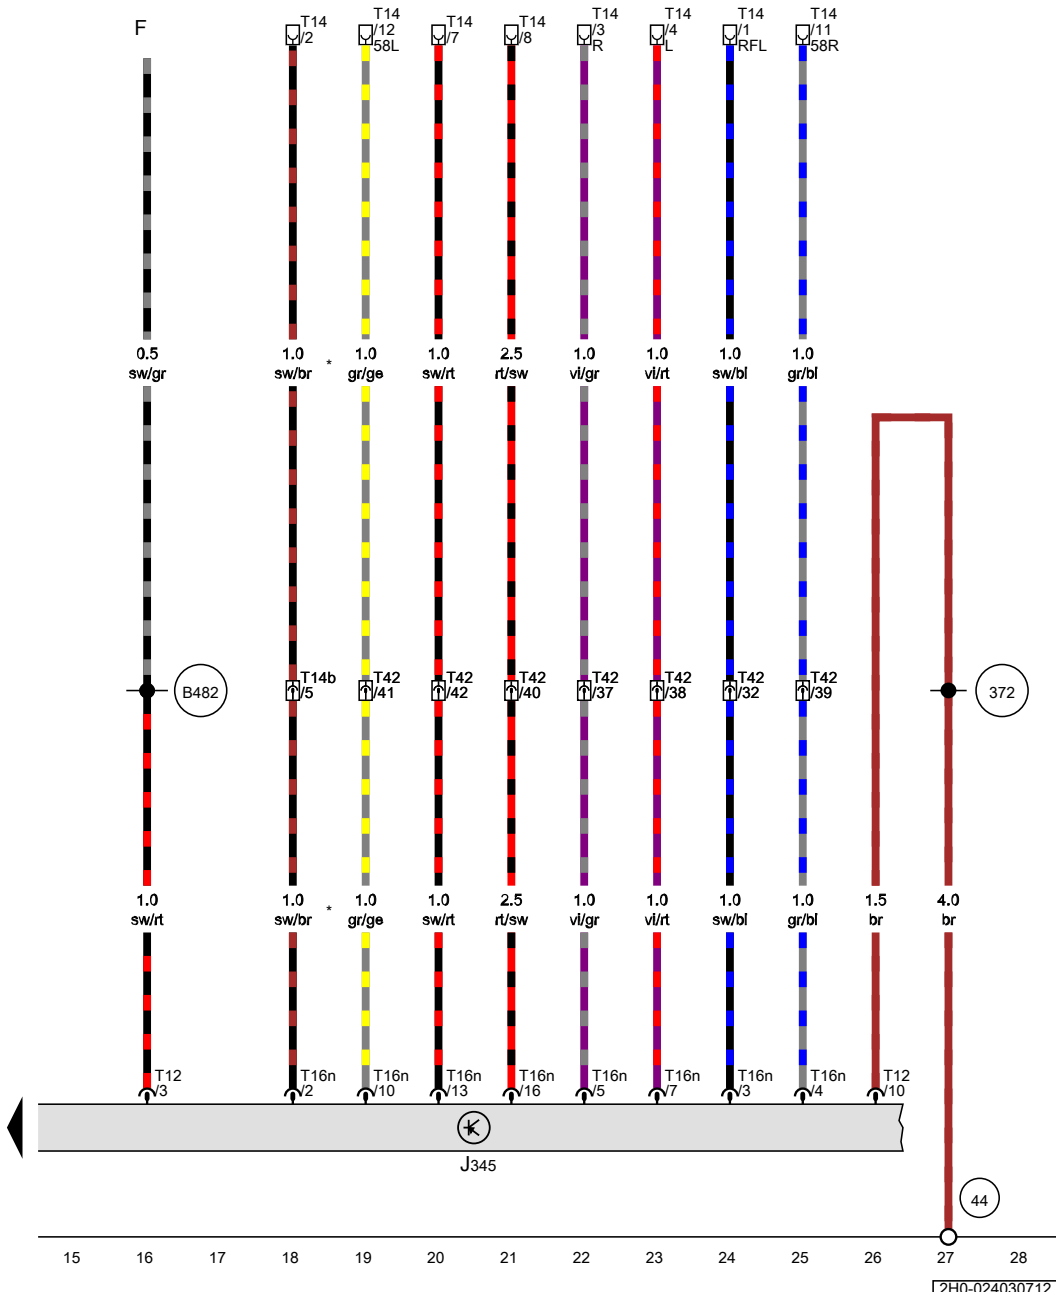 F
T14
/2
T14
/12
58L
T14
/7
T14
/8
T14
/3
R
T14
/4
L
T14
/1
RFL
T14
/11
58R
0.5
sw/gr
1.0
sw/br
*
1.0
gr/ge
1.0
sw/rt
2.5
rt/sw
1.0
vi/gr
1.0
vi/rt
1.0
sw/bl
1.0
gr/bl
B482
T14b
/5
T42
/41
T42
/42
T42
/40
T42
/37
T42
/38
T42
/32
T42
/39
372
1.0
sw/rt
1.0
sw/br
*
1.0
gr/ge
1.0
sw/rt
2.5
rt/sw
1.0
vi/gr
1.0
vi/rt
1.0
sw/bl
1.0
gr/bl
1.5
br
4.0
br
T12
/3
T16n
/2
T16n
/10
T16n
/13
T16n
/16
T16n
/5
T16n
/7
T16n
/3
T16n
/4
T12
/10
J345
44
15 16 17 18 19 20 21 22 23 24 25 26 27 28
2H0-024030712